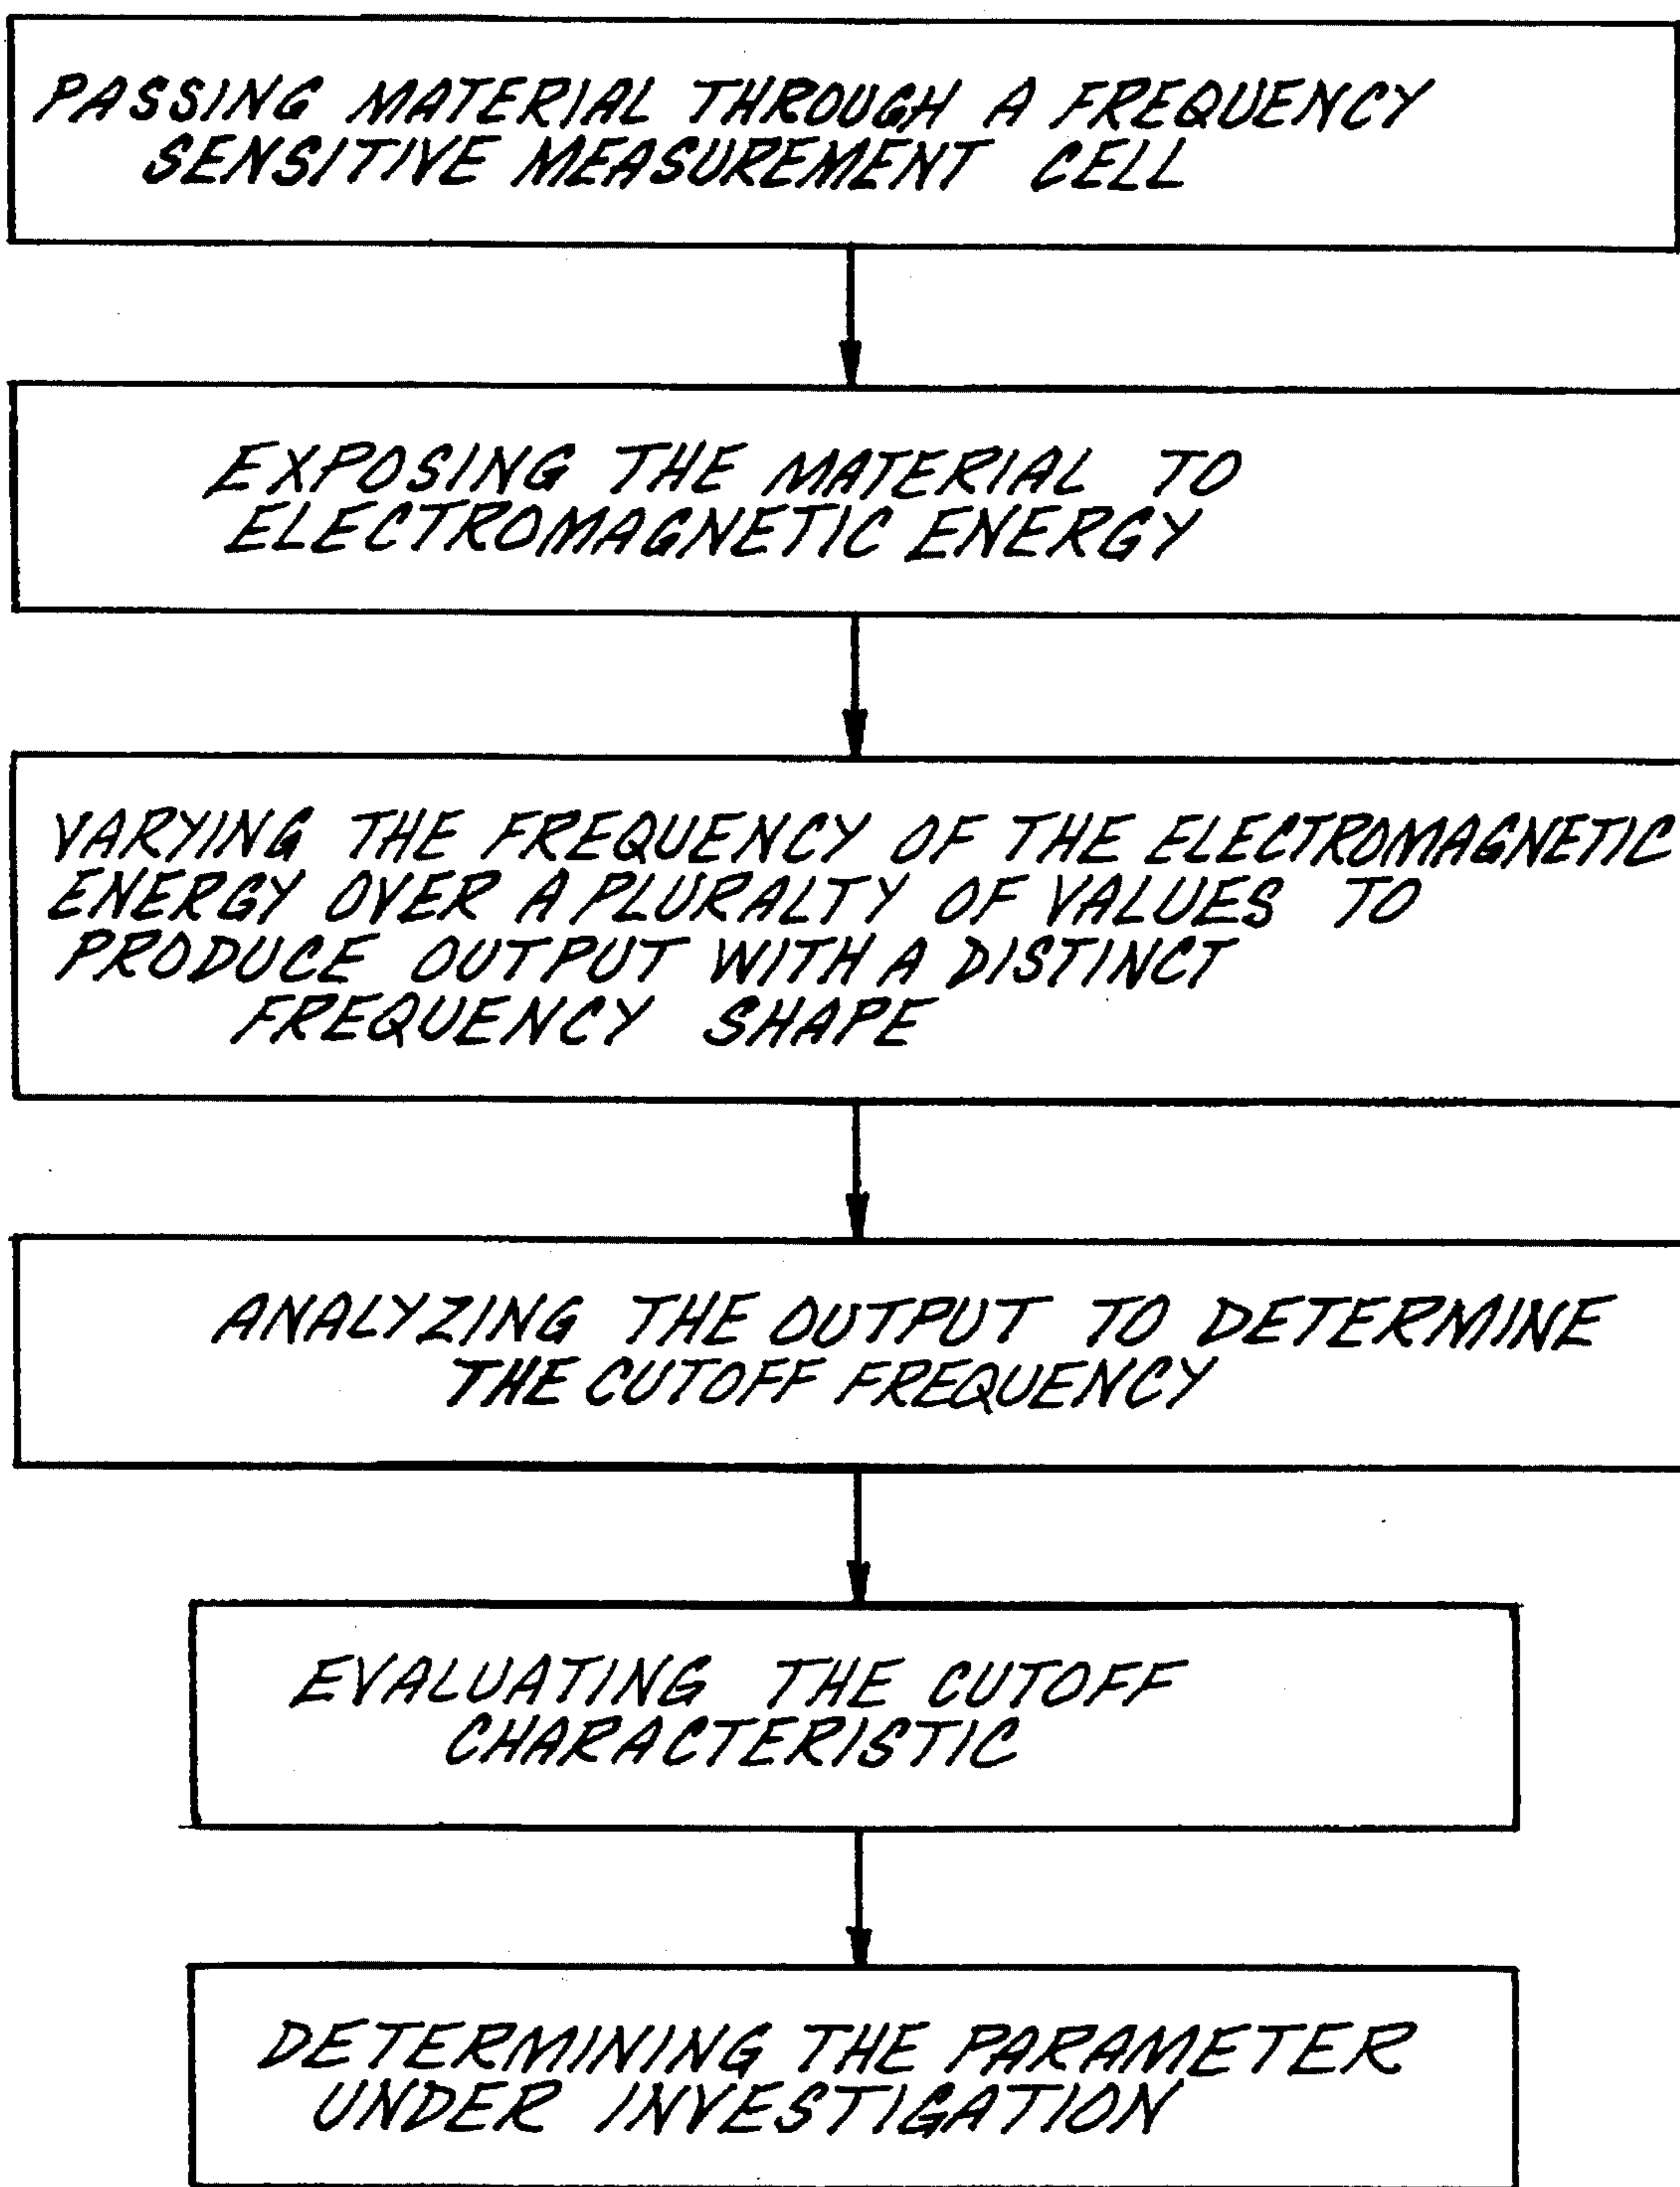 PASSING MATERIAL THROUGH A FREQUENCY
SENSITIVE MEASUREMENT CELL
EXPOSING THE MATERIAL TO
ELECTROMAGNETIC ENERGY
VARYING THE FREQUENCY OF THE ELECTROMAGNETIC
ENERGY OVER A PLURALTY OF VALUES TO
PRODUCE OUTPUT WITH A DISTINCT
FREQUENCY SHAPE
ANALYZING THE OUTPUT TO DETERMINE
THE CUTOFF FREQUENCY
EVALUATING THE CUTOFF
CHARACTERISTIC
DETERMINING THE PARAMETER
UNDER INVESTIGATION